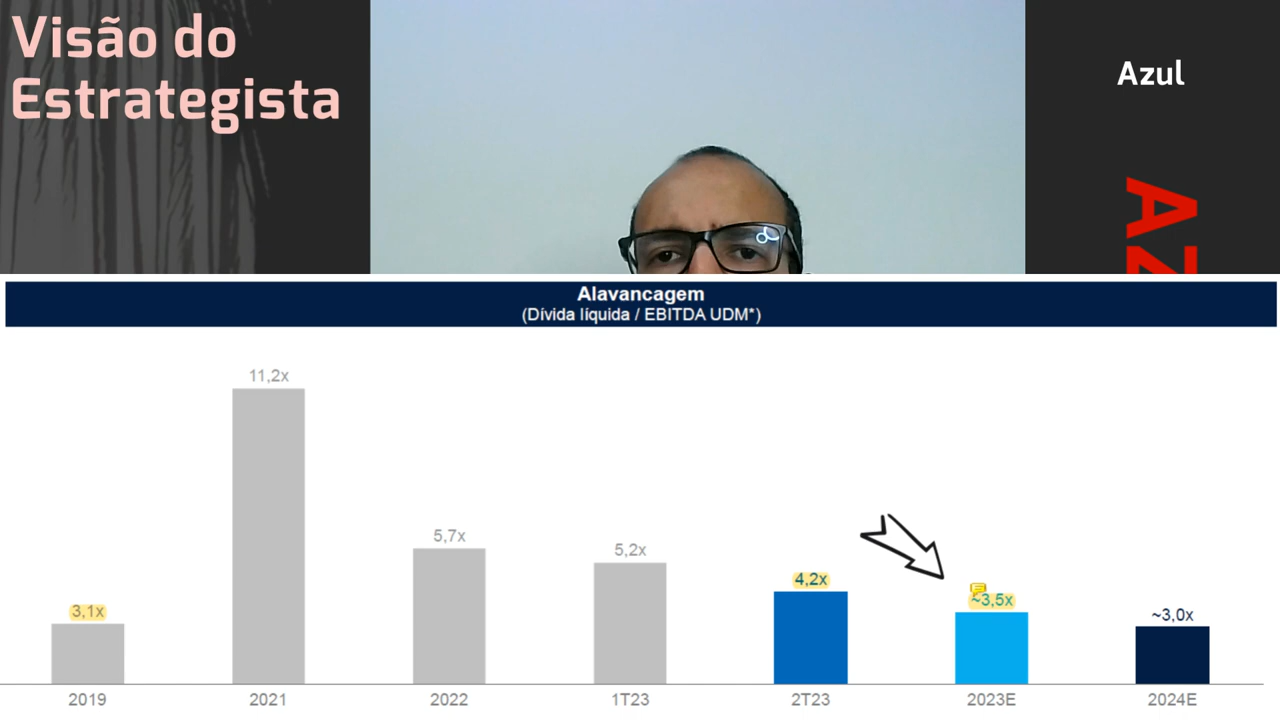 Visão do
Estrategista
Azul
AZ
Alavancagem
(Dívida líquida / EBITDA UDM*)
11,2x
5,7x
5,2x
4,2x
~3,5x
3,1x
~3,0x
2019
2021
2022
1T23
2T23
2023E
2024E